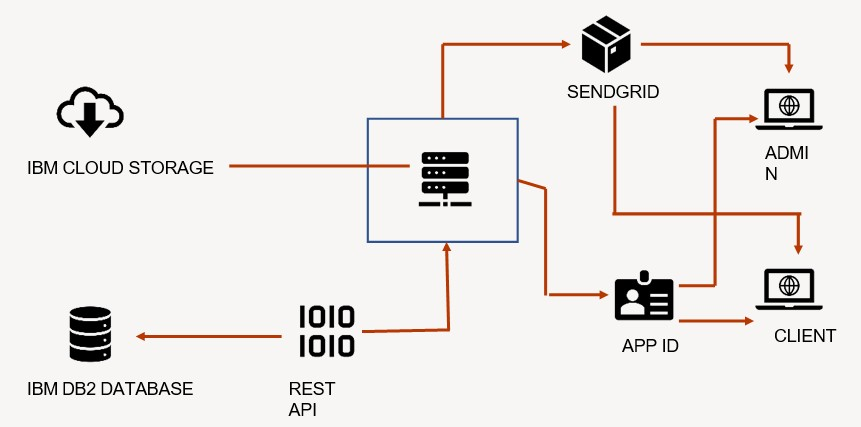 SENDGRID
IBM CLOUD STORAGE
ADMI
N
APP ID
CLIENT
IBM DB2 DATABASE
1010
1010
REST
API